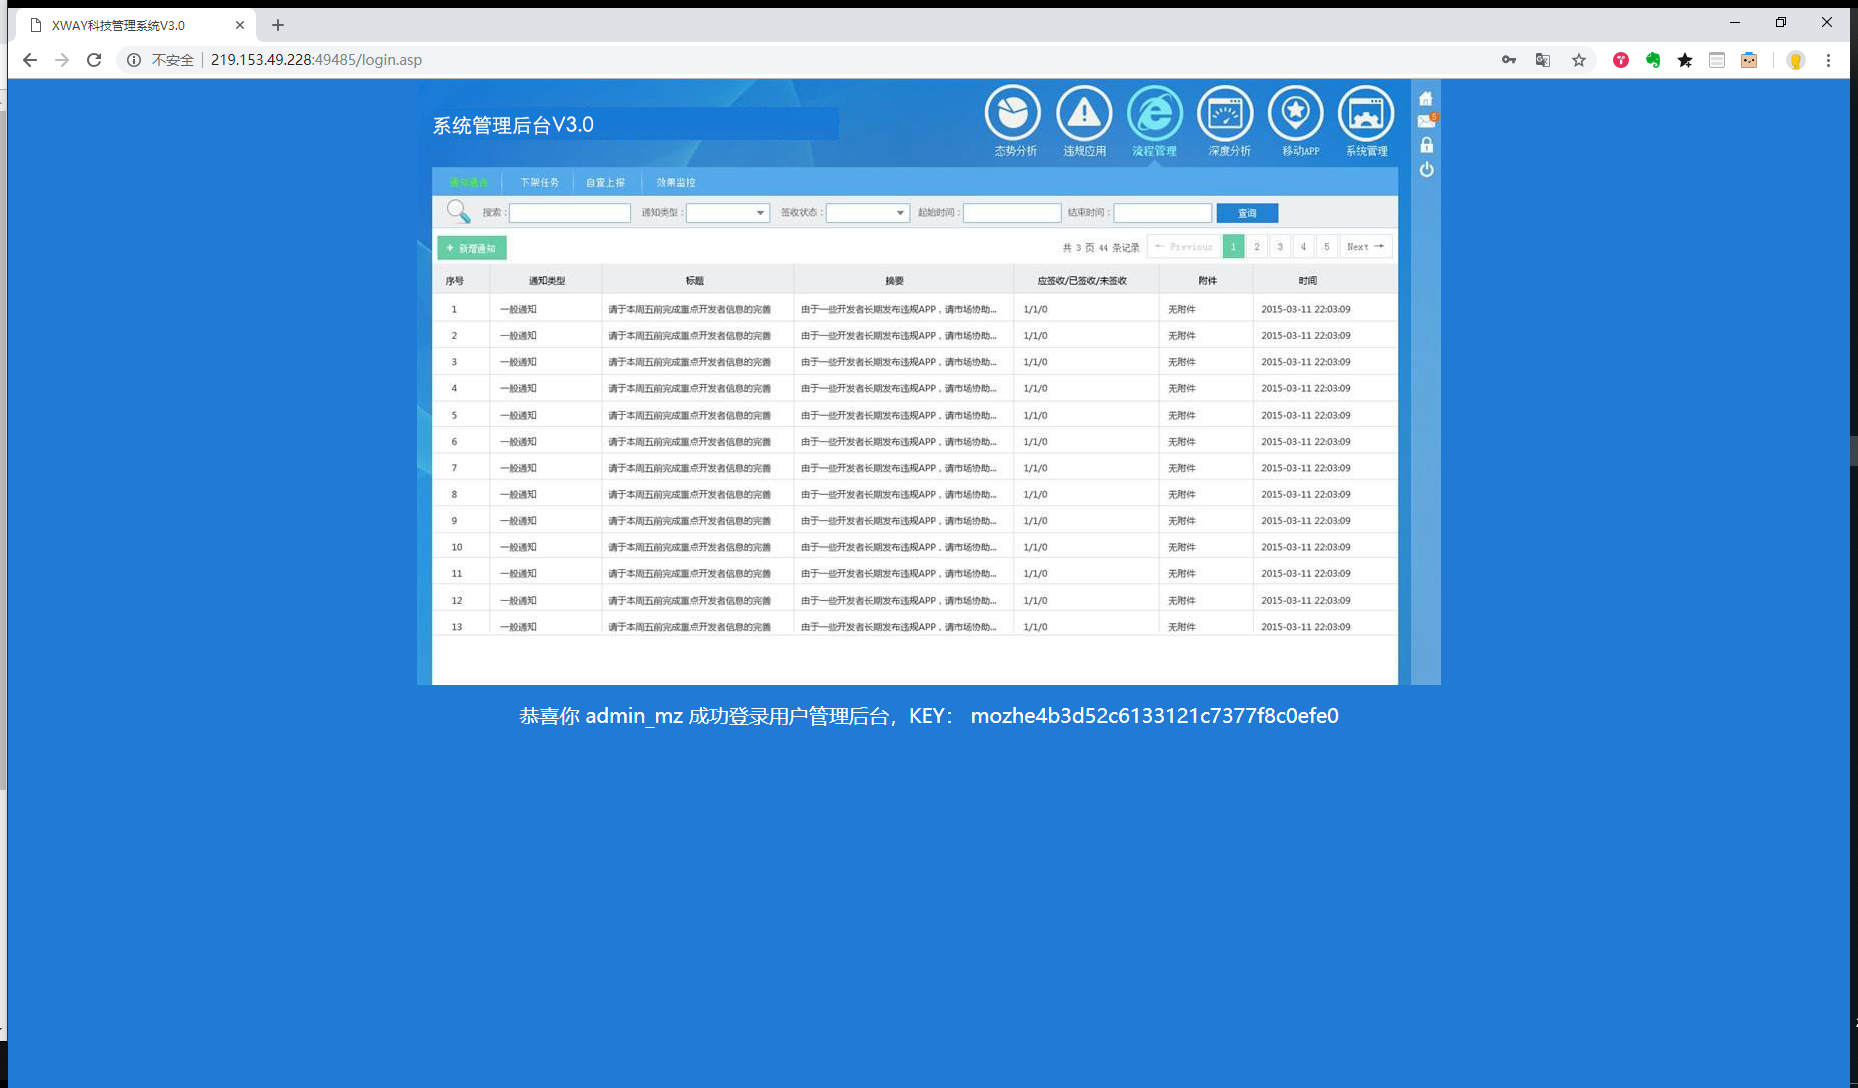 XWAY科技管理系统V3.0
不安全 219.153.49.228:49485/login.asp
系统管理后台V3.0
态势分析 违规应用 流程管理 深度分析 移动APP 系统管理
5
下架任务 自查上报 效果监控
搜索： 通知类型： 签收状态： 起始时间： 结束时间： 查询
+ 新增通知 共 3 页 44 条记录 ← Previous 1 2 3 4 5 Next →
序号 通知类型 标题 摘要 应签收/已签收/未签收 附件 时间
1 一般通知 请于本周五前完成重点开发者信息的完善 由于一些开发者长期发布违规APP，请市场协助... 1/1/0 无附件 2015-03-11 22:03:09
2 一般通知 请于本周五前完成重点开发者信息的完善 由于一些开发者长期发布违规APP，请市场协助... 1/1/0 无附件 2015-03-11 22:03:09
3 一般通知 请于本周五前完成重点开发者信息的完善 由于一些开发者长期发布违规APP，请市场协助... 1/1/0 无附件 2015-03-11 22:03:09
4 一般通知 请于本周五前完成重点开发者信息的完善 由于一些开发者长期发布违规APP，请市场协助... 1/1/0 无附件 2015-03-11 22:03:09
5 一般通知 请于本周五前完成重点开发者信息的完善 由于一些开发者长期发布违规APP，请市场协助... 1/1/0 无附件 2015-03-11 22:03:09
6 一般通知 请于本周五前完成重点开发者信息的完善 由于一些开发者长期发布违规APP，请市场协助... 1/1/0 无附件 2015-03-11 22:03:09
7 一般通知 请于本周五前完成重点开发者信息的完善 由于一些开发者长期发布违规APP，请市场协助... 1/1/0 无附件 2015-03-11 22:03:09
8 一般通知 请于本周五前完成重点开发者信息的完善 由于一些开发者长期发布违规APP，请市场协助... 1/1/0 无附件 2015-03-11 22:03:09
9 一般通知 请于本周五前完成重点开发者信息的完善 由于一些开发者长期发布违规APP，请市场协助... 1/1/0 无附件 2015-03-11 22:03:09
10 一般通知 请于本周五前完成重点开发者信息的完善 由于一些开发者长期发布违规APP，请市场协助... 1/1/0 无附件 2015-03-11 22:03:09
11 一般通知 请于本周五前完成重点开发者信息的完善 由于一些开发者长期发布违规APP，请市场协助... 1/1/0 无附件 2015-03-11 22:03:09
12 一般通知 请于本周五前完成重点开发者信息的完善 由于一些开发者长期发布违规APP，请市场协助... 1/1/0 无附件 2015-03-11 22:03:09
13 一般通知 请于本周五前完成重点开发者信息的完善 由于一些开发者长期发布违规APP，请市场协助... 1/1/0 无附件 2015-03-11 22:03:09
恭喜你 admin_mz 成功登录用户管理后台，KEY： mozhe4b3d52c6133121c7377f8c0efe0